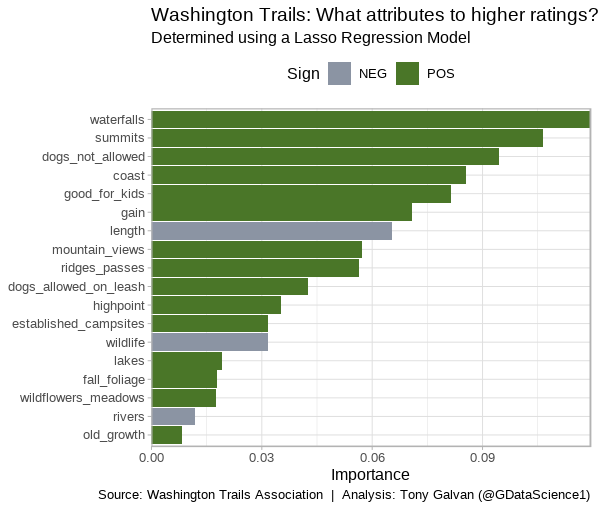 Washington Trails: What attributes to higher ratings?
Determined using a Lasso Regression Model
Sign NEG POS
waterfalls
summits
dogs_not_allowed
coast
good_for_kids
gain
length
mountain_views
ridges_passes
dogs_allowed_on_leash
highpoint
established_campsites
wildlife
lakes
fall_foliage
wildflowers_meadows
rivers
old_growth
0.00 0.03 0.06 0.09
Importance
Source: Washington Trails Association | Analysis: Tony Galvan (@GDataScience1)